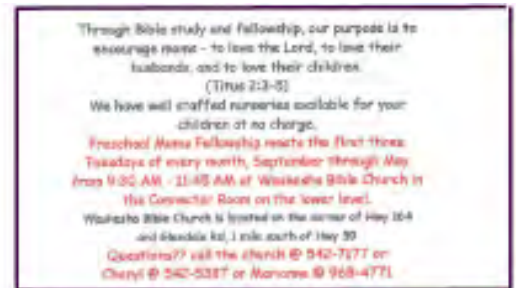 Through Bible study and fellowship, our purpose is to
encourage moms - to love the Lord, to love their
husbands, and to love their children.
(Titus 2:3-5)
We have well staffed nurseries available for your
children at no charge.
Preschool Moms Fellowship meets the first three
Tuesdays of every month, September through May
from 9:30 AM - 11:45 AM at Waukesha Bible Church in
the Connector Room on the lower level.
Waukesha Bible Church is located on the corner of Hwy 164
and Glendale Rd, 1 mile south of Hwy 59
Questions?? call the church @ 542-7177 or
Cheryl @ 542-5387 or Marianne @ 968-4771